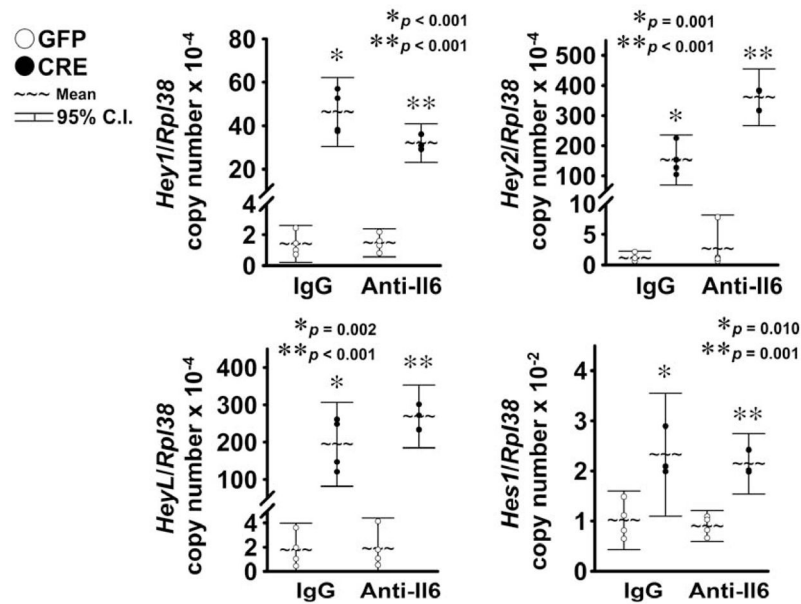 GFP
CRE
Mean
95% C.I.
*p < 0.001
**p < 0.001
Hey1/Rpl38
copy number x 10-4
80
60
40
20
4
2
0
*
**
IgG
Anti-Il6
*p = 0.001
**p < 0.001
Hey2/Rpl38
copy number x 10-4
500
400
300
200
100
10
5
0
*
**
IgG
Anti-Il6
*p = 0.002
**p < 0.001
HeyL/Rpl38
copy number x 10-4
400
300
200
100
4
2
0
*
**
IgG
Anti-Il6
*p = 0.010
**p = 0.001
Hes1/Rpl38
copy number x 10-2
4
3
2
1
0
*
**
IgG
Anti-Il6